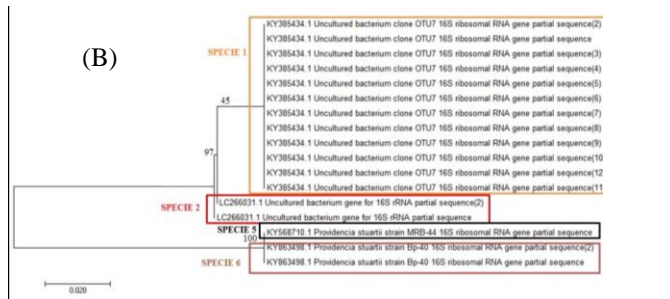 (B)
SPECIE 1
KY385434.1 Uncultured bacterium clone OTU7 16S ribosomal RNA gene partial sequence(2)
KY385434.1 Uncultured bacterium clone OTU7 16S ribosomal RNA gene partial sequence
KY385434.1 Uncultured bacterium clone OTU7 16S ribosomal RNA gene partial sequence(3)
KY385434.1 Uncultured bacterium clone OTU7 16S ribosomal RNA gene partial sequence(4)
KY385434.1 Uncultured bacterium clone OTU7 16S ribosomal RNA gene partial sequence(5)
KY385434.1 Uncultured bacterium clone OTU7 16S ribosomal RNA gene partial sequence(6)
KY385434.1 Uncultured bacterium clone OTU7 16S ribosomal RNA gene partial sequence(7)
KY385434.1 Uncultured bacterium clone OTU7 16S ribosomal RNA gene partial sequence(8)
KY385434.1 Uncultured bacterium clone OTU7 16S ribosomal RNA gene partial sequence(9)
KY385434.1 Uncultured bacterium clone OTU7 16S ribosomal RNA gene partial sequence(10
KY385434.1 Uncultured bacterium clone OTU7 16S ribosomal RNA gene partial sequence(12
KY385434.1 Uncultured bacterium clone OTU7 16S ribosomal RNA gene partial sequence(11
45
97
SPECIE 2
LC266031.1 Uncultured bacterium gene for 16S rRNA partial sequence(2)
LC266031.1 Uncultured bacterium gene for 16S rRNA partial sequence
SPECIE 5
KY568710.1 Providencia stuartii strain MRB-44 16S ribosomal RNA gene partial sequence
100
KY863498.1 Providencia stuartii strain Bp-40 16S ribosomal RNA gene partial sequence(2)
KY863498.1 Providencia stuartii strain Bp-40 16S ribosomal RNA gene partial sequence
SPECIE 6
0.020